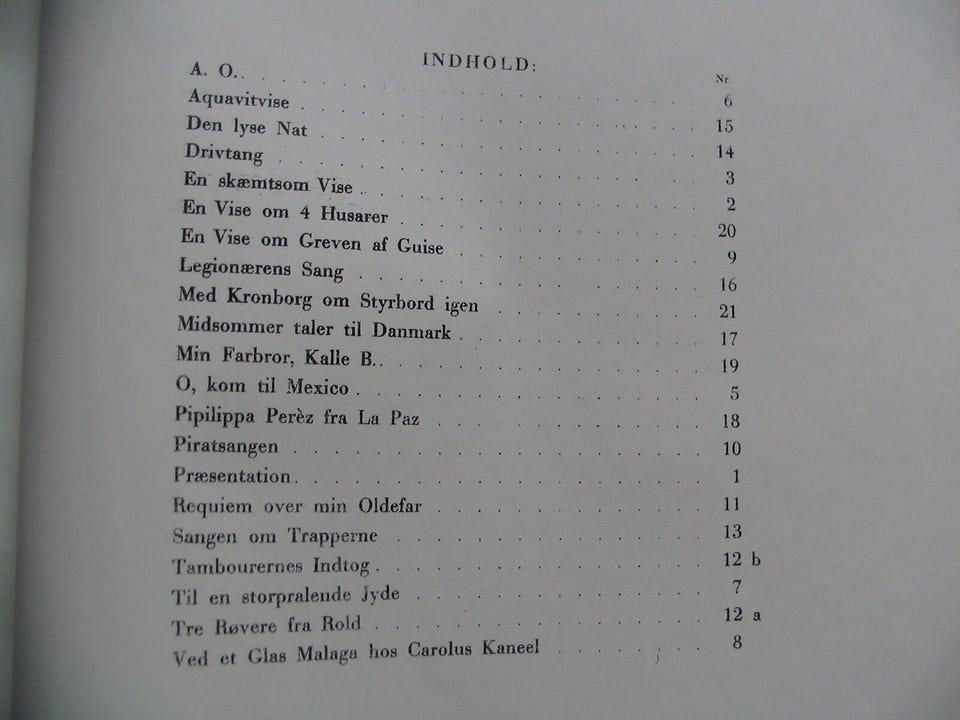 INDHOLD:
Nr.
A. O. . 6
Aquavitvise 15
Den lyse Nat 14
Drivtang 3
En skæmtsom Vise 2
En Vise om 4 Husarer 20
En Vise om Greven af Guise 9
Legionærens Sang 16
Med Kronborg om Styrbord igen 21
Midsommer taler til Danmark 17
Min Farbror, Kalle B. 19
O, kom til Mexico 5
Pipilippa Perèz fra La Paz 18
Piratsangen 10
Præsentation 1
Requiem over min Oldefar 11
Sangen om Trapperne 13
Tambourernes Indtog 12 b
Til en storpralende Jyde 7
Tre Røvere fra Rold 12 a
Ved et Glas Malaga hos Carolus Kaneel 8